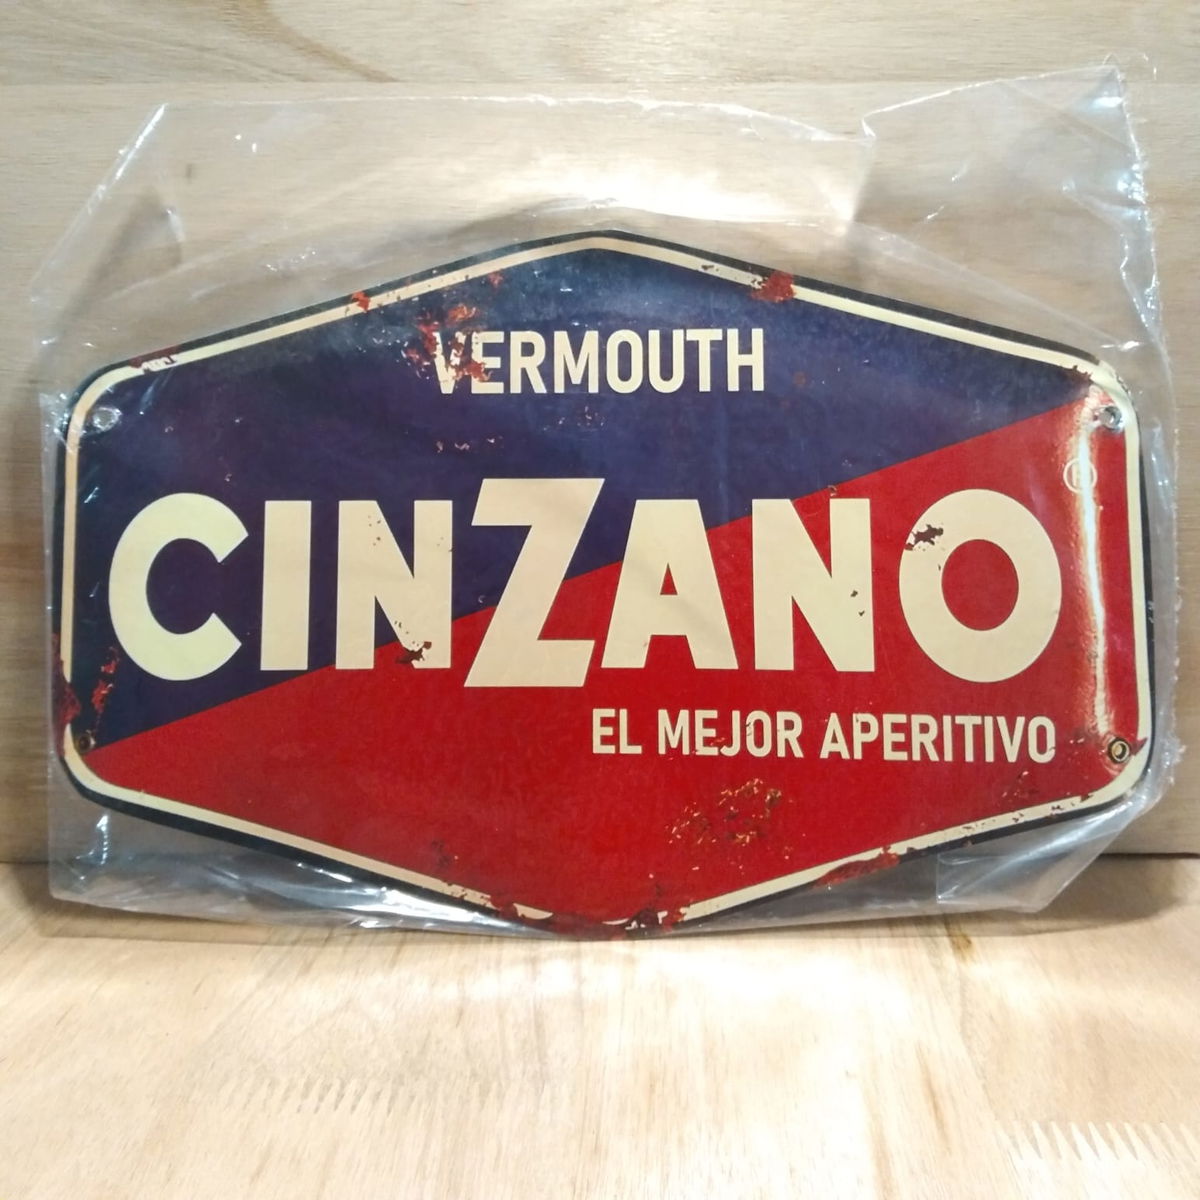 VERMOUTH
CINZANO
®
EL MEJOR APERITIVO